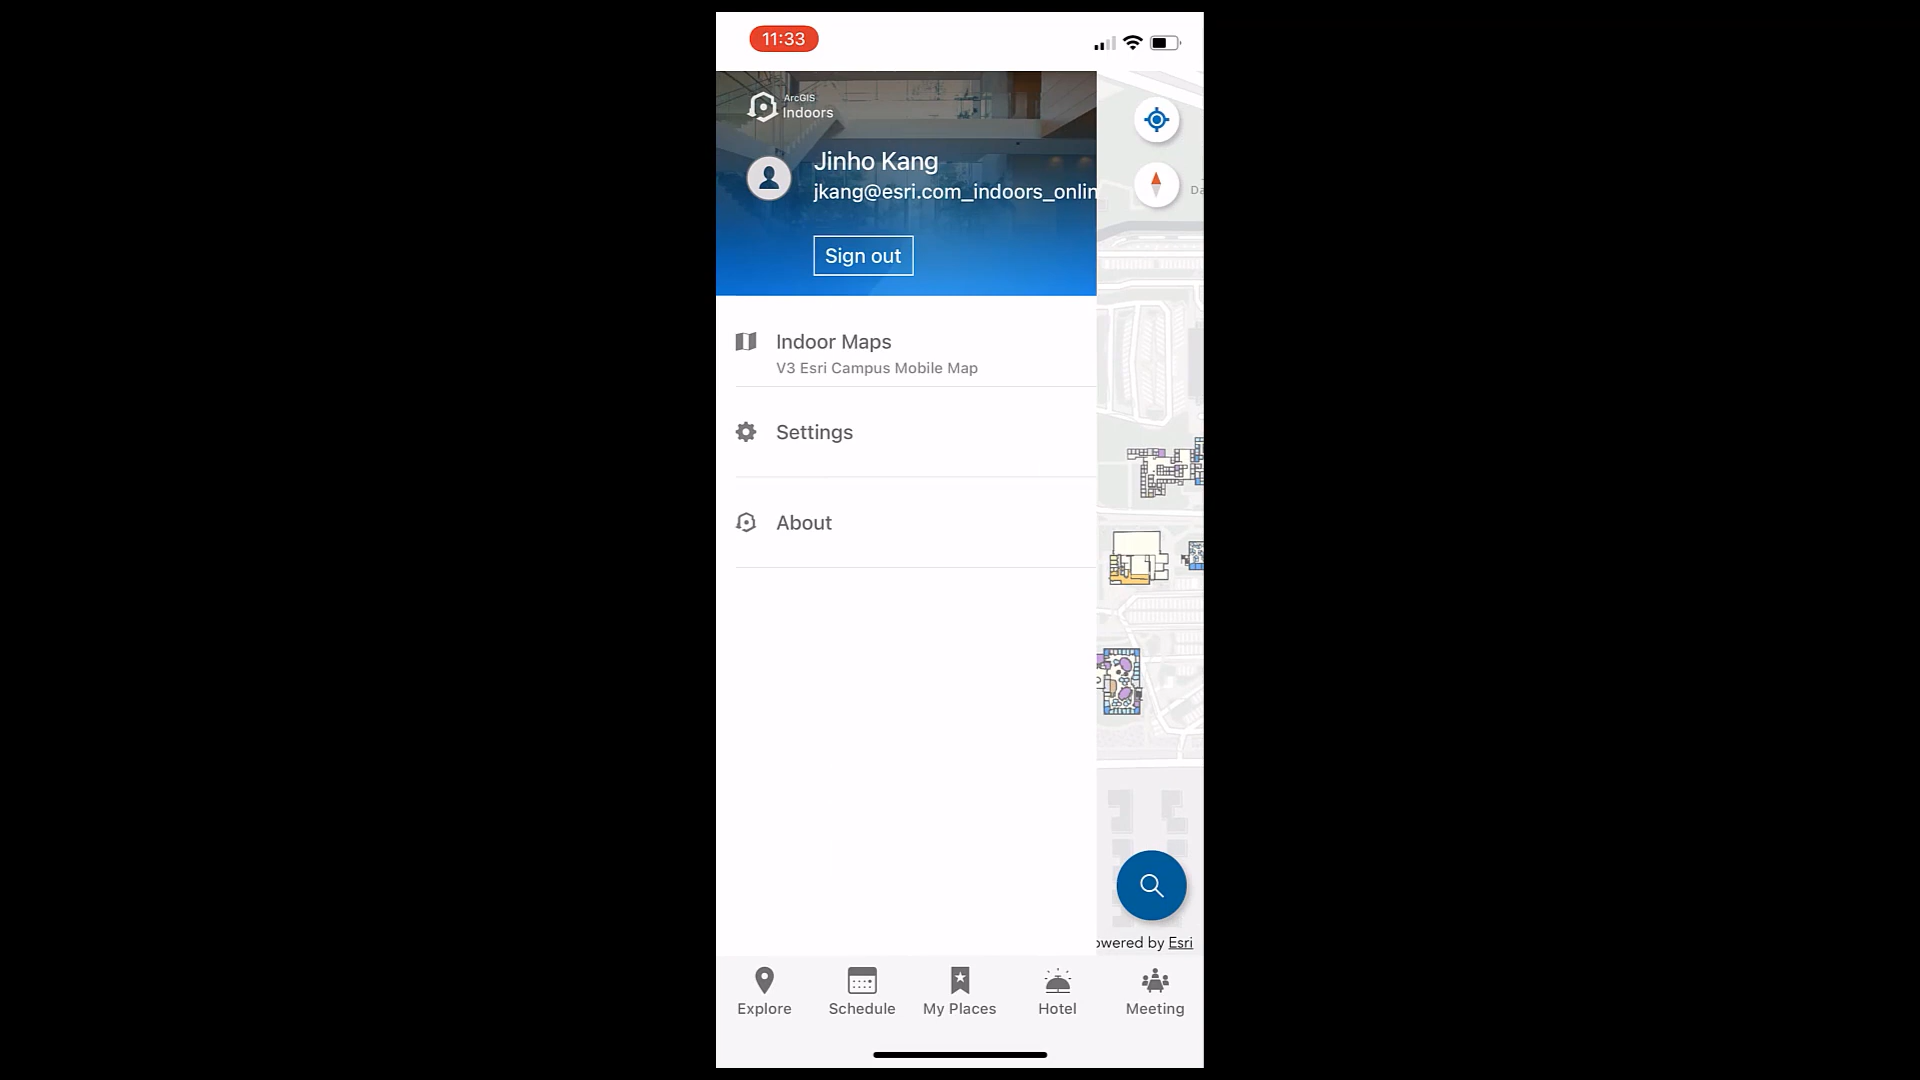 11:33
ArcGIS
Indoors
Jinho Kang
jkang@esri.com_indoors_onlin
Sign out
Indoor Maps
V3 Esri Campus Mobile Map
Settings
About
Da
owered by Esri
Explore
Schedule
My Places
Hotel
Meeting